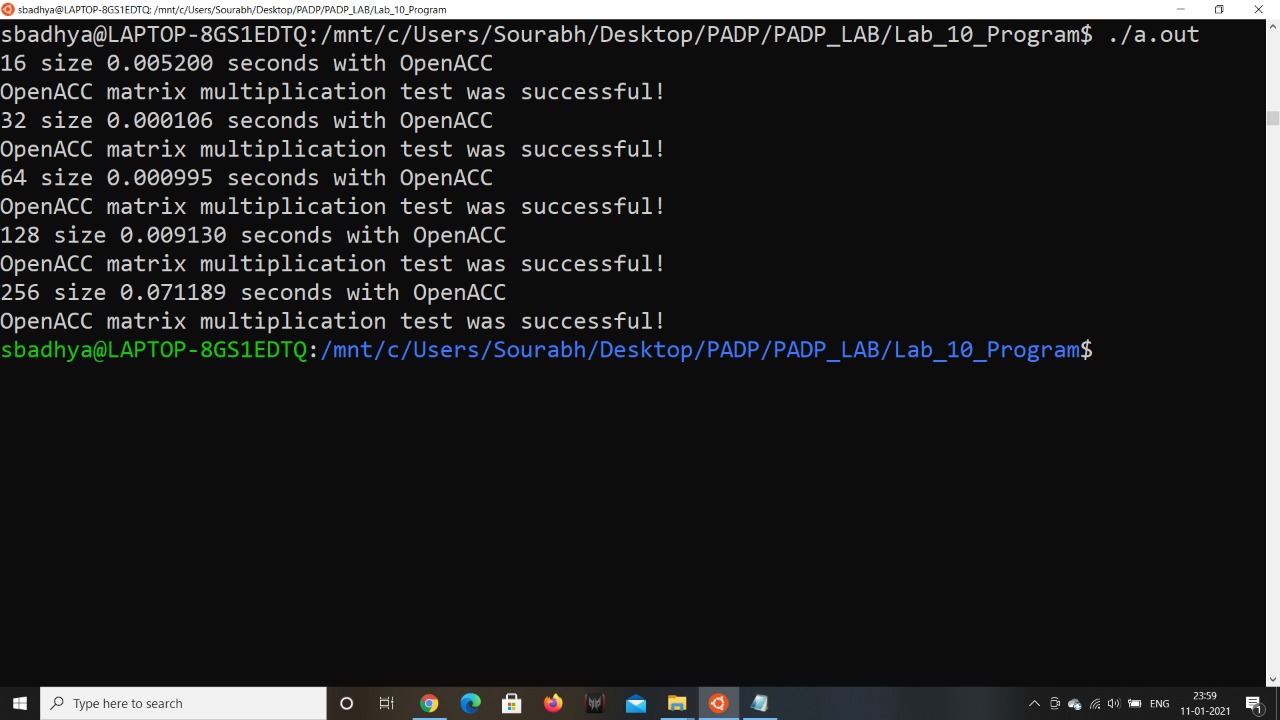 sbadhya@LAPTOP-8GS1EDTQ: /mnt/c/Users/Sourabh/Desktop/PADP/PADP_LAB/Lab_10_Program
sbadhya@LAPTOP-8GS1EDTQ:/mnt/c/Users/Sourabh/Desktop/PADP/PADP_LAB/Lab_10_Program$ ./a.out
16 size 0.005200 seconds with OpenACC
OpenACC matrix multiplication test was successful!
32 size 0.000106 seconds with OpenACC
OpenACC matrix multiplication test was successful!
64 size 0.000995 seconds with OpenACC
OpenACC matrix multiplication test was successful!
128 size 0.009130 seconds with OpenACC
OpenACC matrix multiplication test was successful!
256 size 0.071189 seconds with OpenACC
OpenACC matrix multiplication test was successful!
sbadhya@LAPTOP-8GS1EDTQ:/mnt/c/Users/Sourabh/Desktop/PADP/PADP_LAB/Lab_10_Program$
Type here to search
ENG
23:59
11-01-2021
1